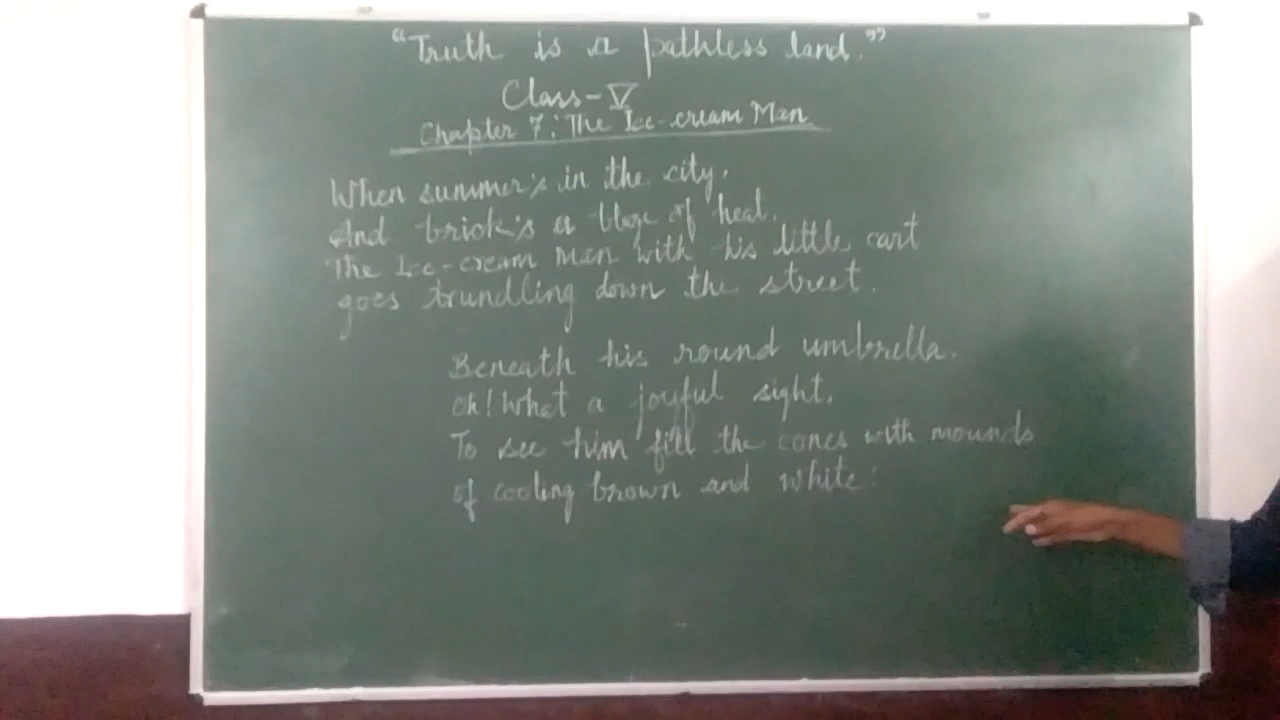 “Truth is a pathless land.”
Class-V
Chapter 7: The Ice-cream Man
When summer's in the city,
And brick's a blaze of heat.
The Ice-cream Man with his little cart
goes trundling down the street.
Beneath his round umbrella.
Oh! What a joyful sight,
To see him fill the cones with mounds
of cooling brown and white: